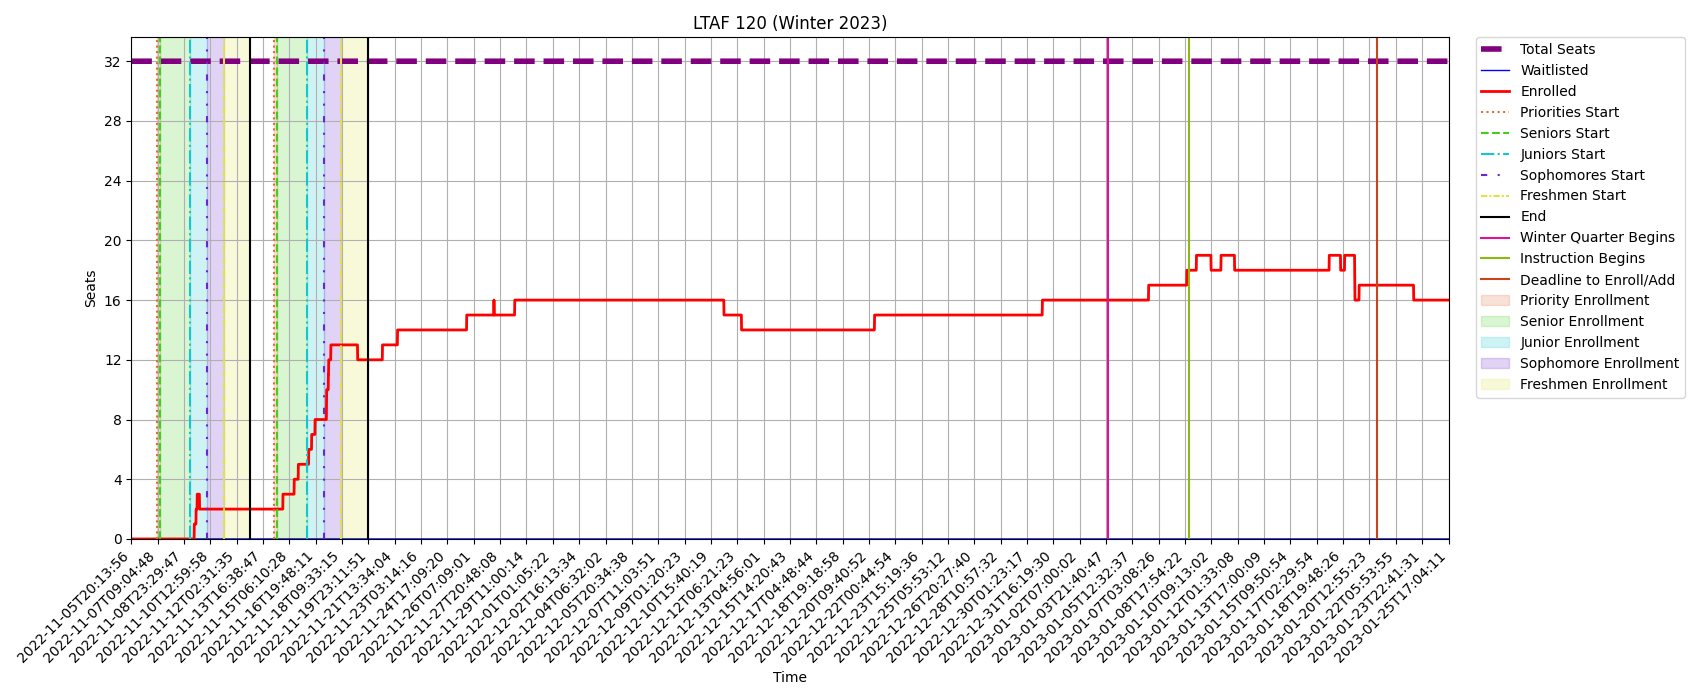 LTAF 120 (Winter 2023)
Seats
32
28
24
20
16
12
8
4
0
2022-11-05T20:13:56
2022-11-07T09:04:48
2022-11-08T23:29:47
2022-11-10T12:59:58
2022-11-12T02:31:35
2022-11-13T16:38:47
2022-11-15T06:10:28
2022-11-16T19:48:11
2022-11-18T09:33:15
2022-11-19T23:11:51
2022-11-21T13:34:04
2022-11-23T03:14:16
2022-11-24T17:09:20
2022-11-26T07:09:01
2022-11-27T20:48:08
2022-11-29T11:00:14
2022-12-01T01:05:22
2022-12-02T16:13:34
2022-12-04T06:32:02
2022-12-05T20:34:38
2022-12-07T11:03:51
2022-12-09T01:20:23
2022-12-10T15:40:19
2022-12-12T06:21:23
2022-12-13T04:56:01
2022-12-15T14:20:43
2022-12-17T04:48:44
2022-12-18T19:18:58
2022-12-20T09:40:52
2022-12-22T00:44:54
2022-12-23T15:19:36
2022-12-25T05:53:12
2022-12-26T20:27:40
2022-12-28T10:57:32
2022-12-30T01:23:17
2022-12-31T16:19:30
2023-01-02T07:00:02
2023-01-03T21:40:47
2023-01-05T12:32:37
2023-01-07T03:08:26
2023-01-08T17:54:22
2023-01-10T09:13:02
2023-01-12T01:33:08
2023-01-13T17:00:09
2023-01-15T09:50:54
2023-01-17T02:29:54
2023-01-18T19:48:26
2023-01-20T12:55:23
2023-01-22T05:53:55
2023-01-23T22:41:31
2023-01-25T17:04:11
Time
Total Seats
Waitlisted
Enrolled
Priorities Start
Seniors Start
Juniors Start
Sophomores Start
Freshmen Start
End
Winter Quarter Begins
Instruction Begins
Deadline to Enroll/Add
Priority Enrollment
Senior Enrollment
Junior Enrollment
Sophomore Enrollment
Freshmen Enrollment